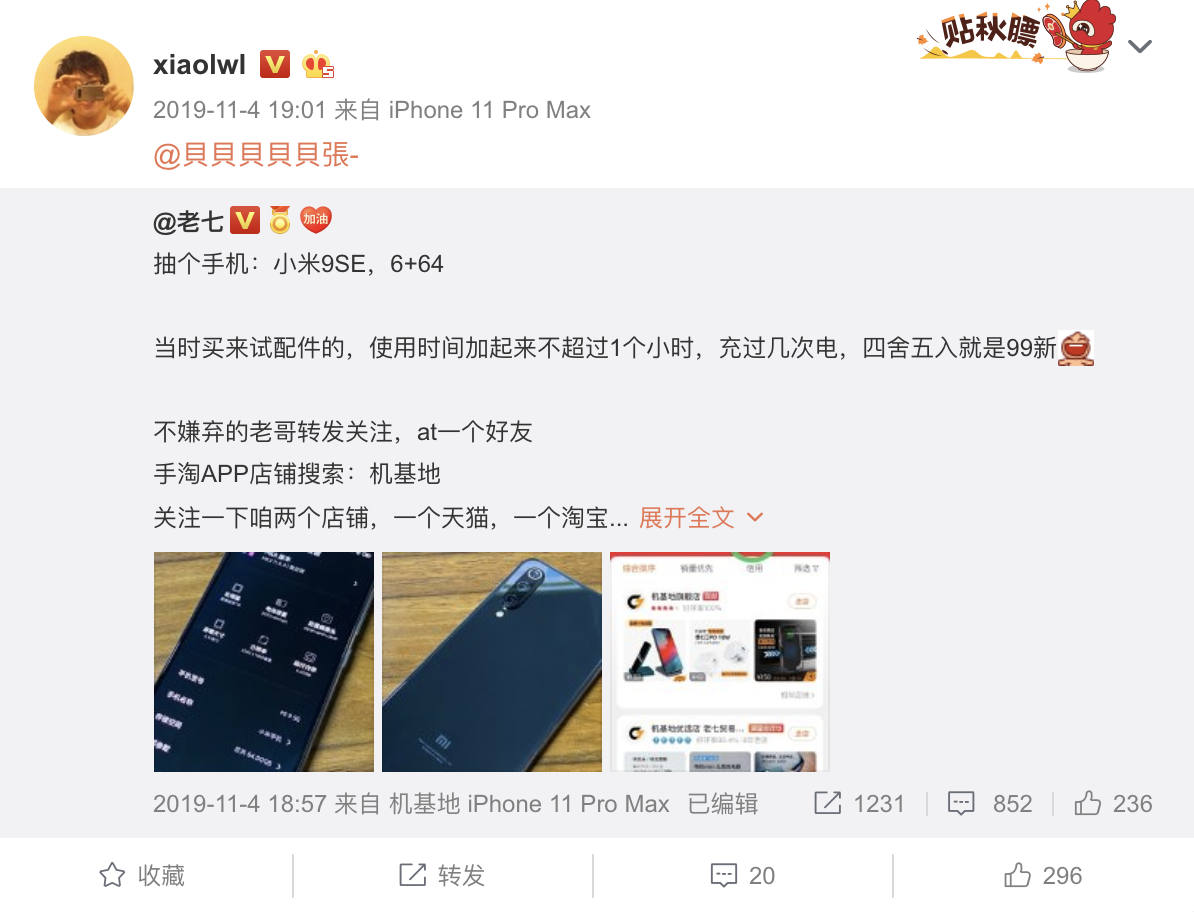 贴秋膘
xiaolwl
2019-11-4 19:01 来自 iPhone 11 Pro Max
@貝貝貝貝貝張-
@老七 加油
抽个手机：小米9SE，6+64
当时买来试配件的，使用时间加起来不超过1个小时，充过几次电，四舍五入就是99新
不嫌弃的老哥转发关注，at一个好友
手淘APP店铺搜索：机基地
关注一下咱两个店铺，一个天猫，一个淘宝... 展开全文
综合排序 销量优先 信用 筛选
机基地旗舰店
机基地优选店 老七贸易...
2019-11-4 18:57 来自 机基地 iPhone 11 Pro Max 已编辑 1231 852 236
收藏 转发 20 296